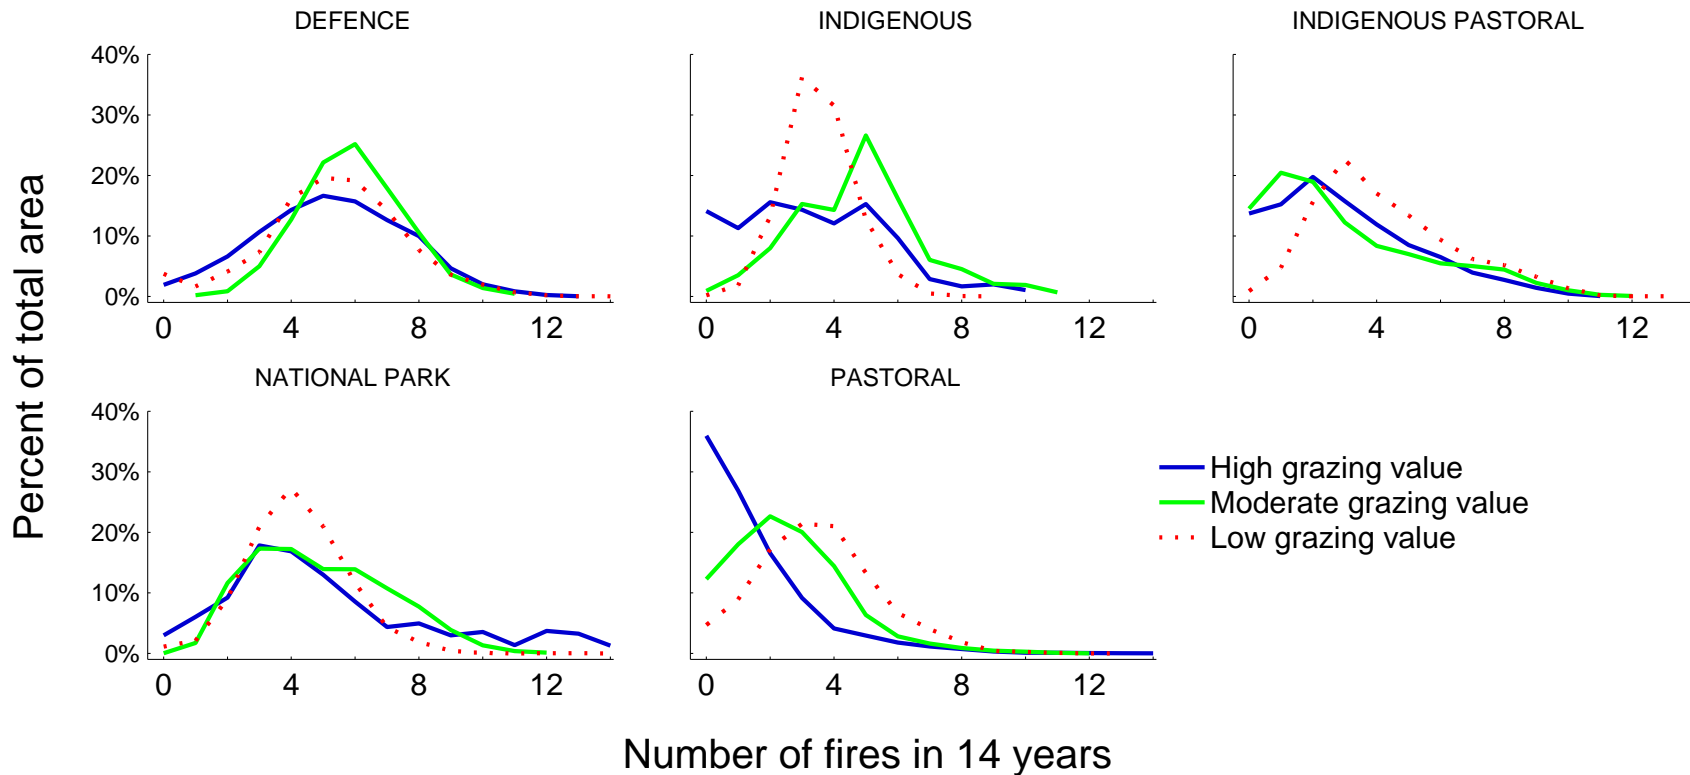 DEFENCE
INDIGENOUS
INDIGENOUS PASTORAL
40%
30%
20%
10%
0%
0 4 8 12
0 4 8 12
0 4 8 12
NATIONAL PARK
PASTORAL
40%
30%
20%
10%
0%
0 4 8 12
0 4 8 12
High grazing value
Moderate grazing value
Low grazing value
Percent of total area
Number of fires in 14 years